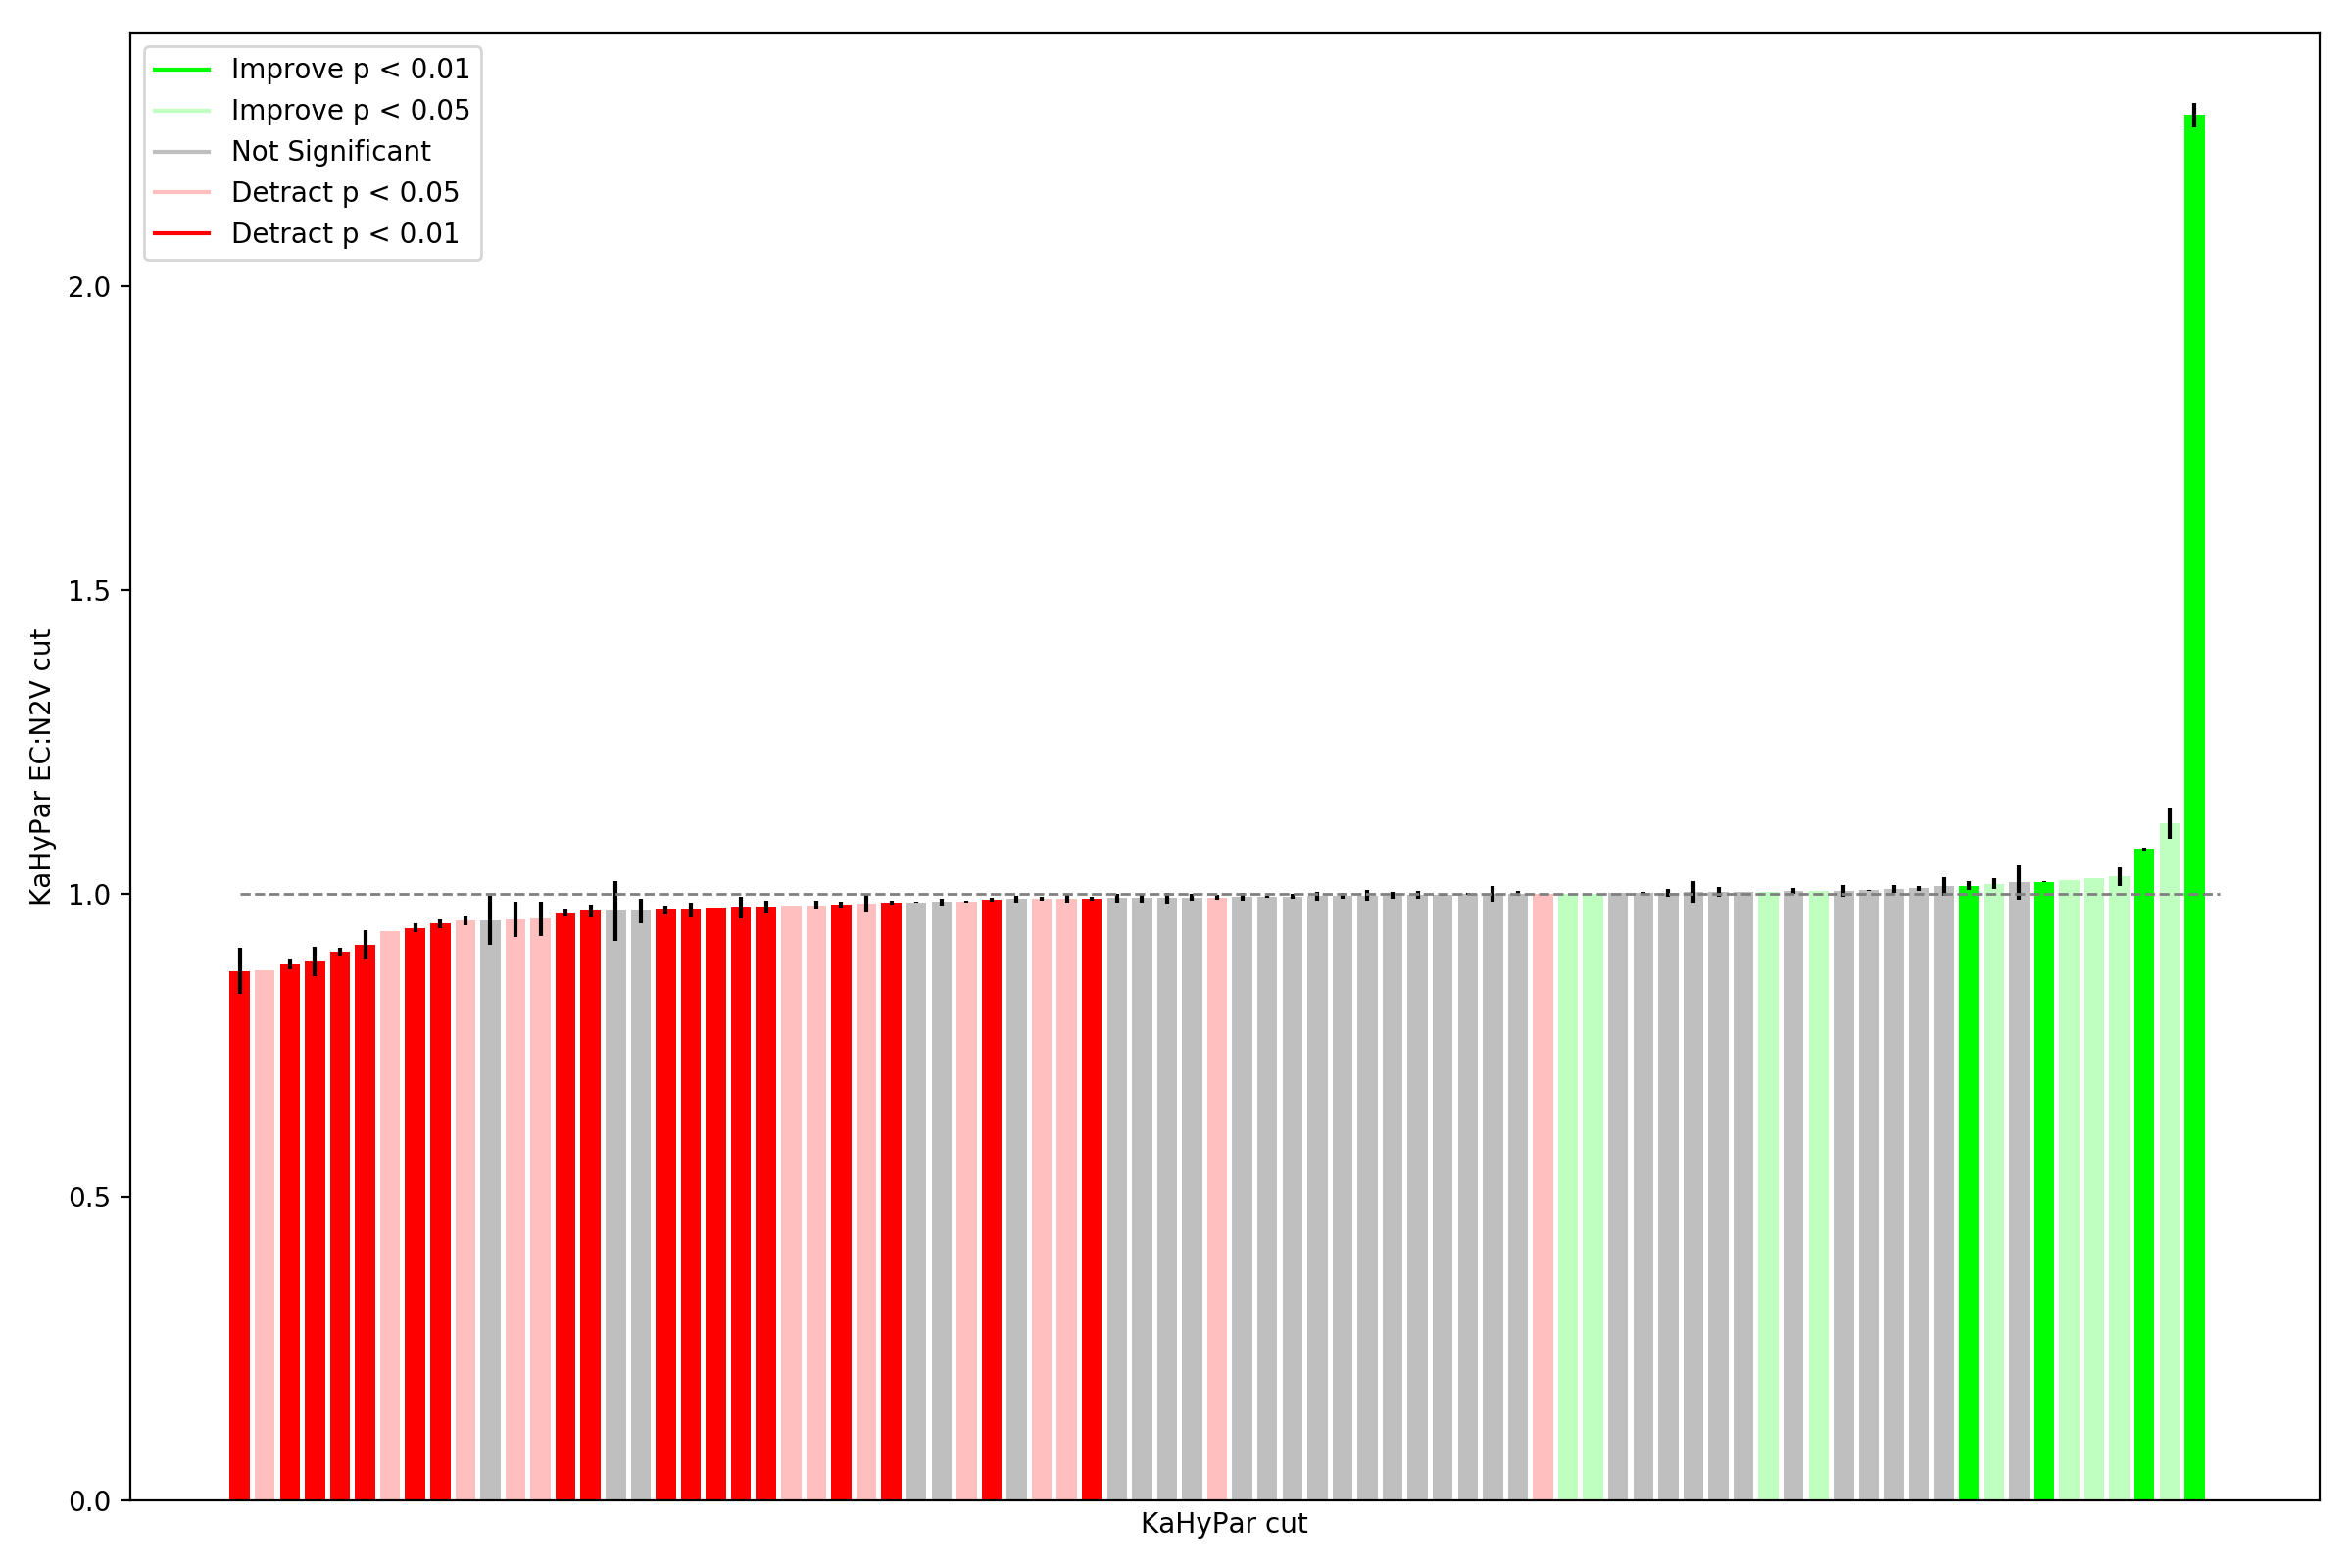 Improve p < 0.01
Improve p < 0.05
Not Significant
Detract p < 0.05
Detract p < 0.01
2.0
1.5
1.0
0.5
0.0
KaHyPar EC:N2V cut
KaHyPar cut